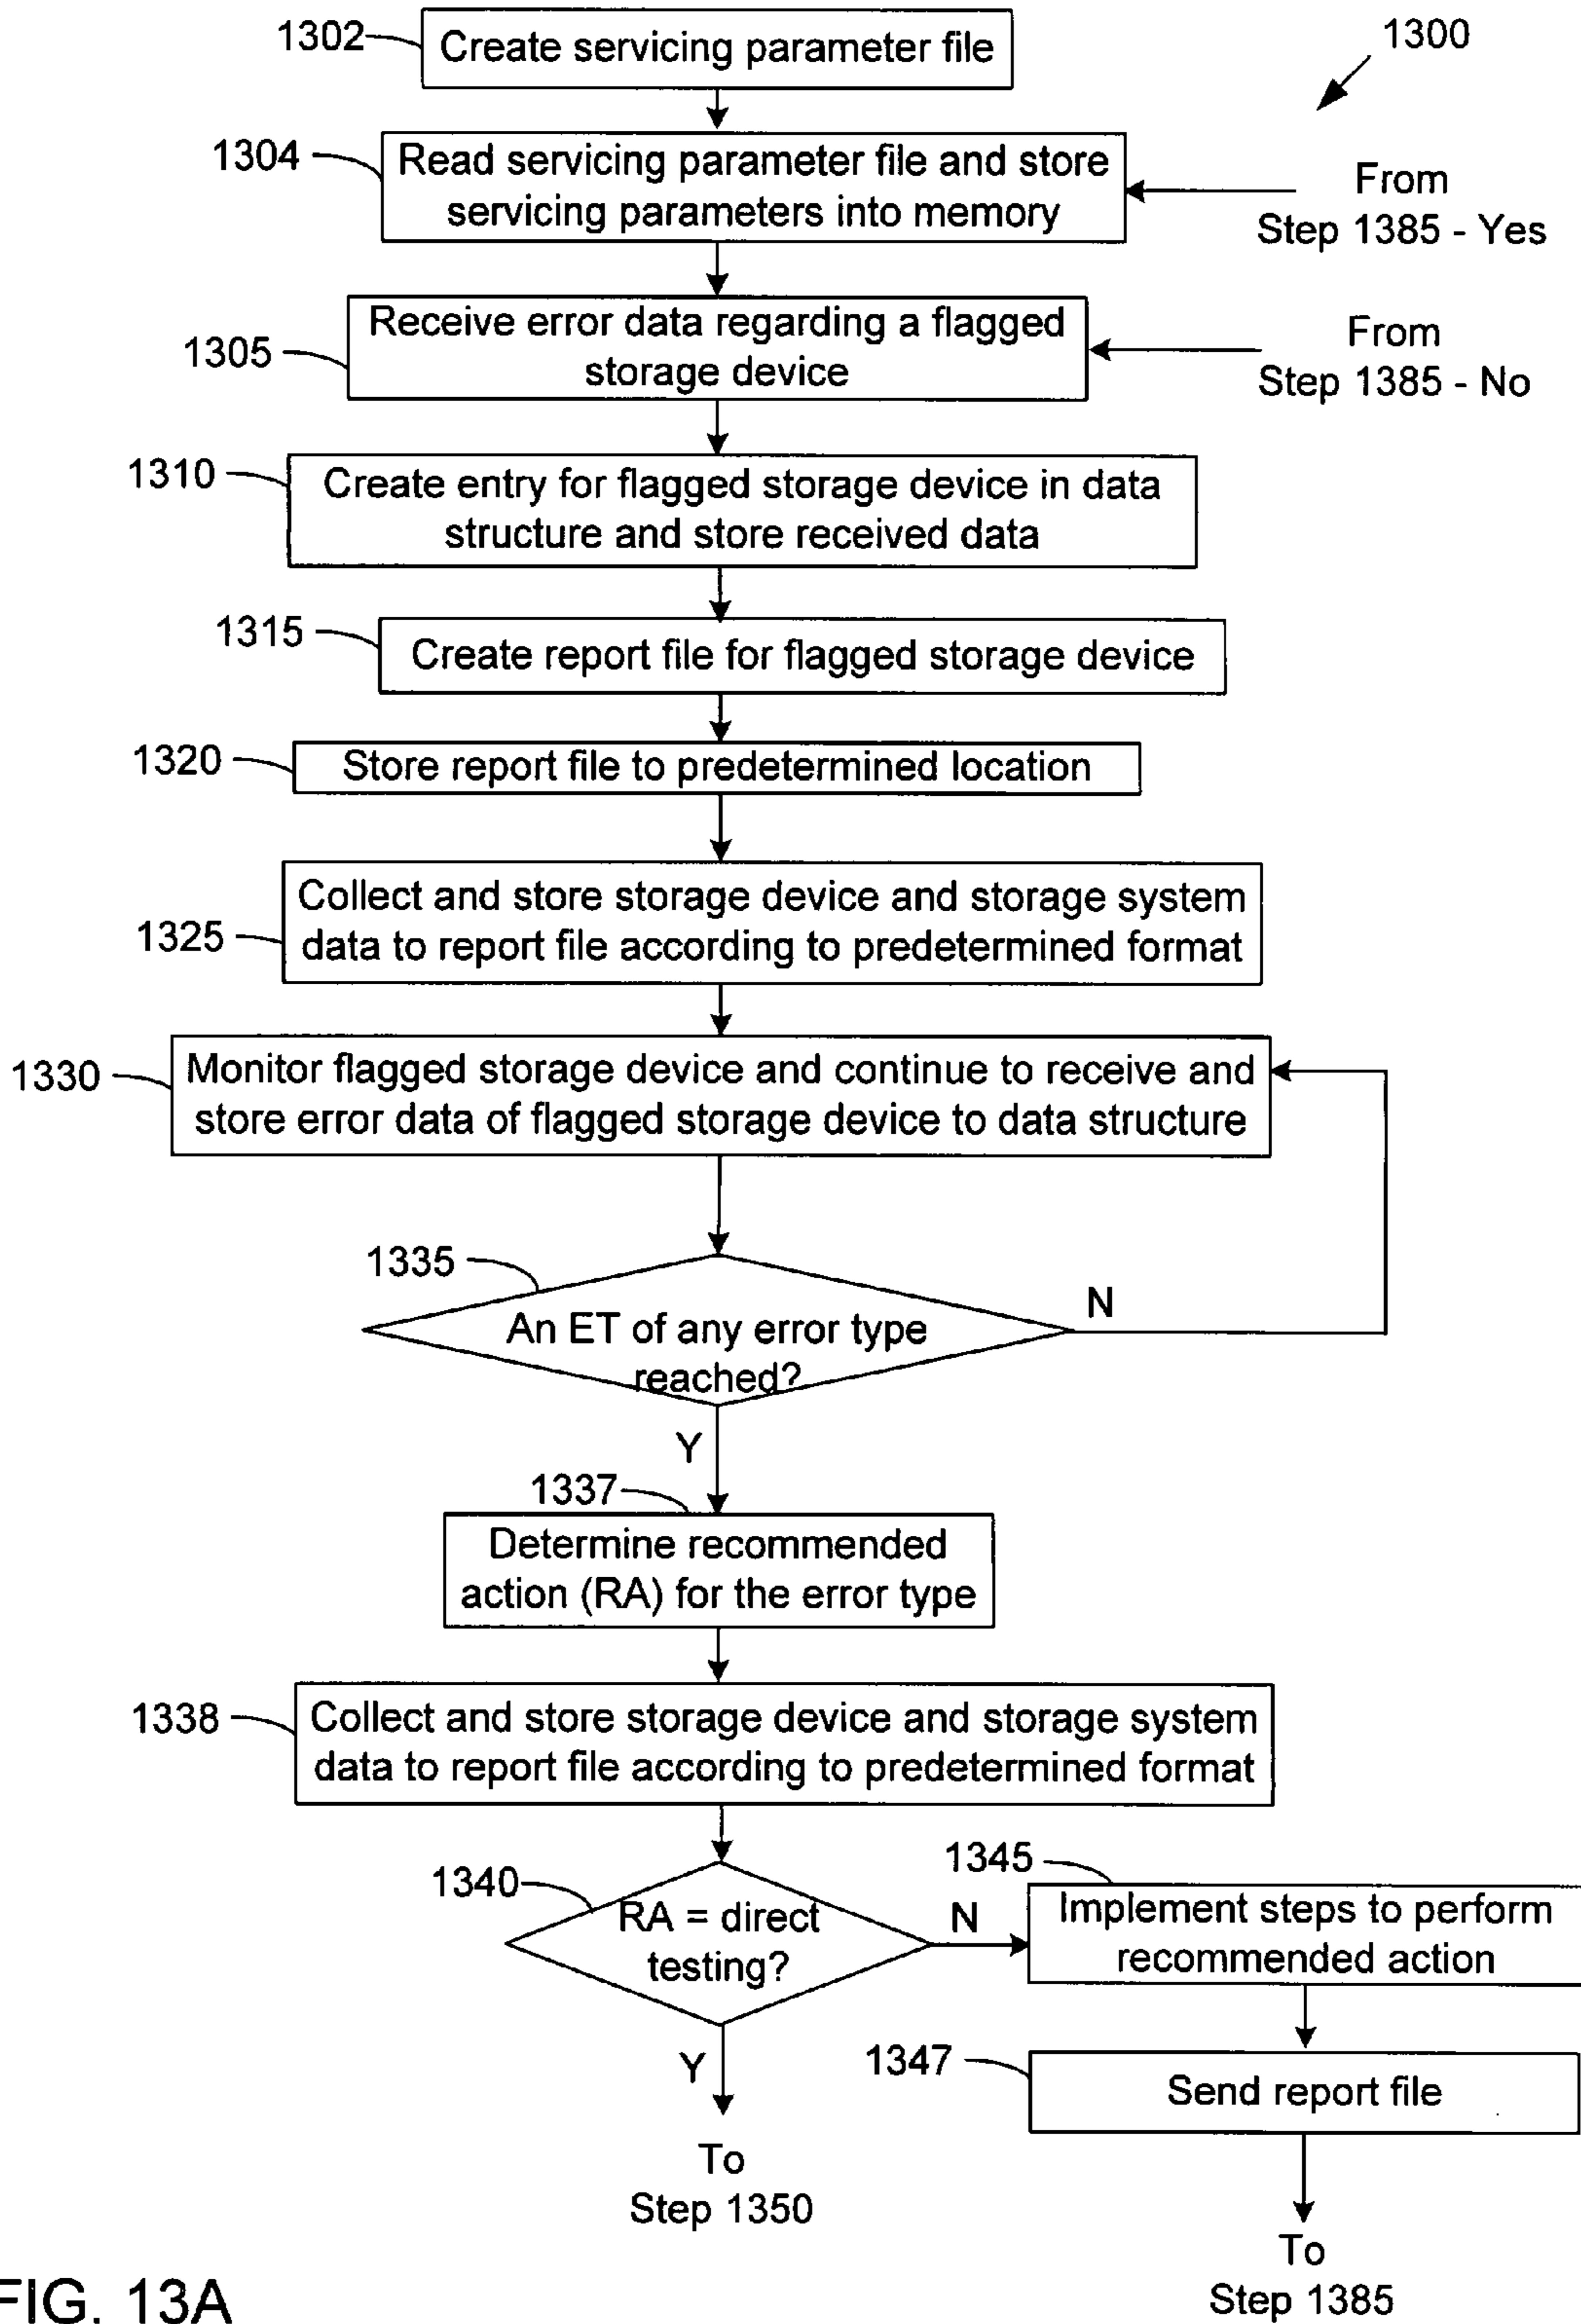 1300
1302
Create servicing parameter file
1304
Read servicing parameter file and store
servicing parameters into memory
From
Step 1385 - Yes
1305
Receive error data regarding a flagged
storage device
From
Step 1385 - No
1310
Create entry for flagged storage device in data
structure and store received data
1315
Create report file for flagged storage device
1320
Store report file to predetermined location
1325
Collect and store storage device and storage system
data to report file according to predetermined format
1330
Monitor flagged storage device and continue to receive and
store error data of flagged storage device to data structure
1335
An ET of any error type
reached?
N
Y
1337
Determine recommended
action (RA) for the error type
1338
Collect and store storage device and storage system
data to report file according to predetermined format
1340
RA = direct
testing?
N
1345
Implement steps to perform
recommended action
Y
1347
Send report file
To
Step 1350
To
Step 1385
FIG. 13A